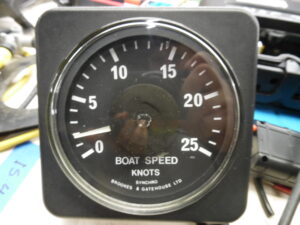 10 15
5 20
0 25
BOAT SPEED
KNOTS
SYNCHRO
BROOKES & GATEHOUSE LTD